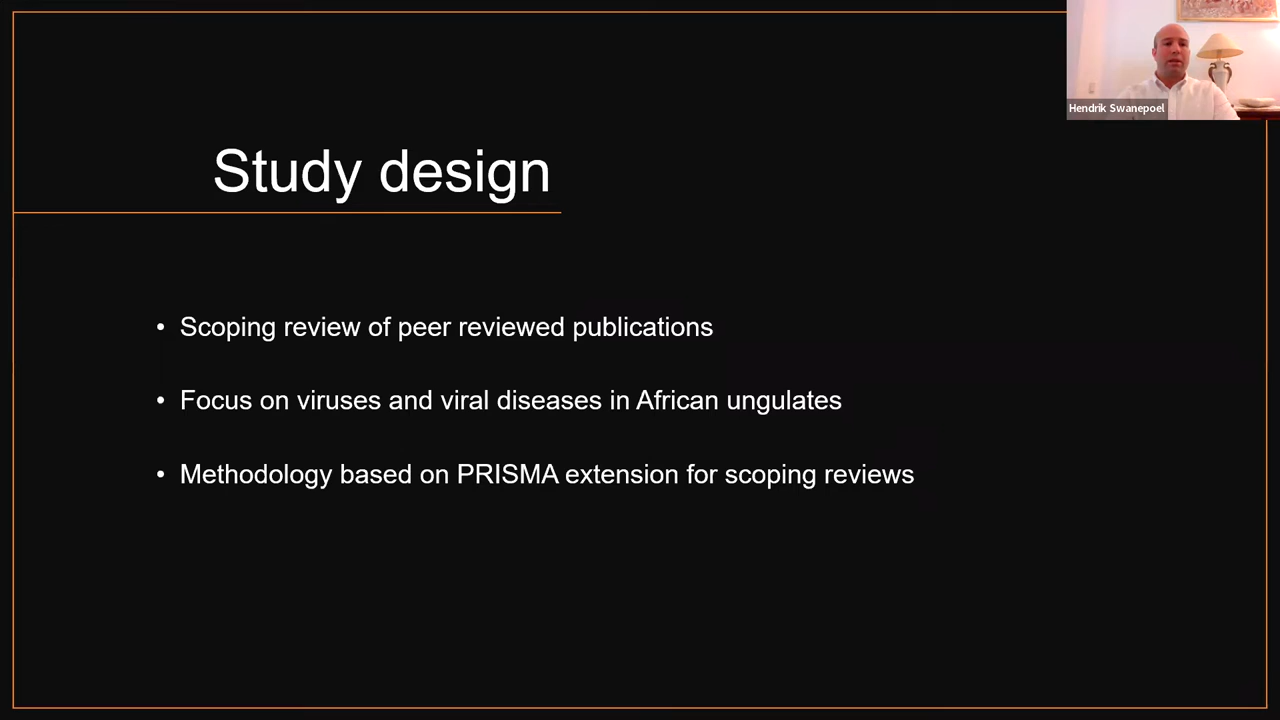 Hendrik Swanepoel
Study design
• Scoping review of peer reviewed publications
• Focus on viruses and viral diseases in African ungulates
• Methodology based on PRISMA extension for scoping reviews